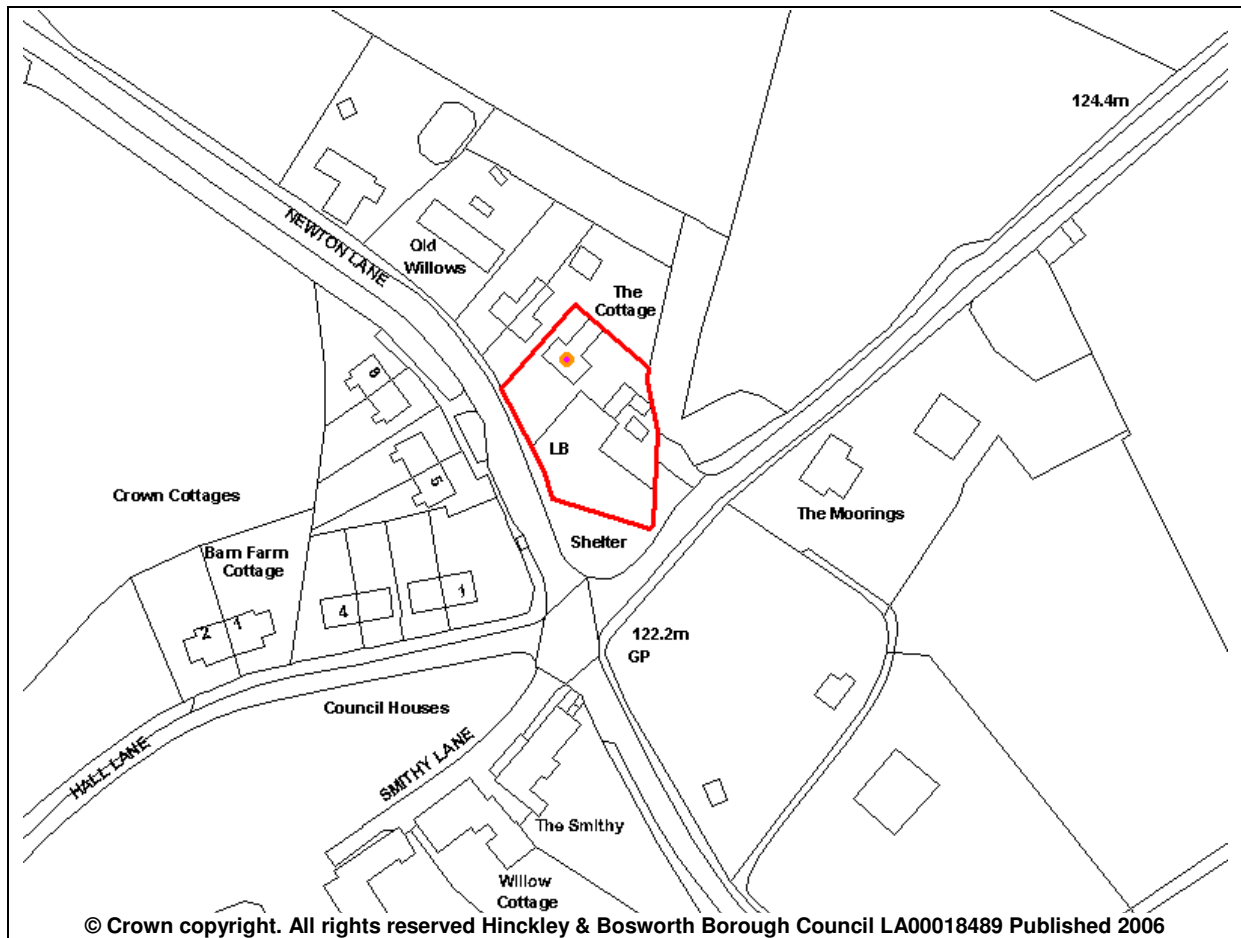 124.4m
NEWTON LANE
Old
Willows
The
Cottage
8
LB
5
Crown Cottages
The Moorings
Shelter
Barn Farm
Cottage
1
4
2 1
122.2m
GP
Council Houses
HALL LANE
SMITHY LANE
The Smithy
Willow
Cottage
© Crown copyright. All rights reserved Hinckley & Bosworth Borough Council LA00018489 Published 2006